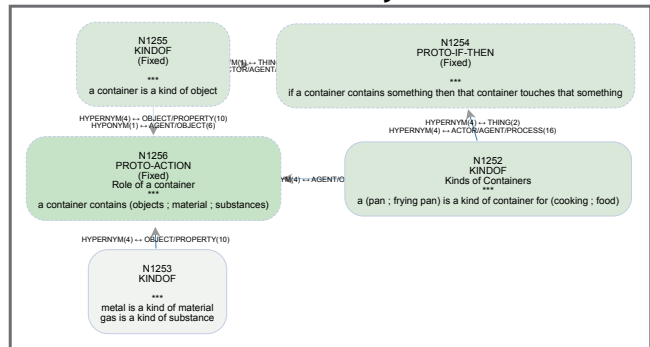 N1255
KINDOF
(Fixed)
***
a container is a kind of object
N1254
PROTO-IF-THEN
(Fixed)
***
if a container contains something then that container touches that something
HYPERNYM(4) ↔ OBJECT/PROPERTY(10)
HYPONYM(1) ↔ AGENT/OBJECT(6)
HYPERNYM(4) ↔ THING(2)
HYPERNYM(4) ↔ ACTOR/AGENT/PROCESS(16)
N1256
PROTO-ACTION
(Fixed)
Role of a container
***
a container contains (objects ; material ; substances)
N1252
KINDOF
Kinds of Containers
***
a (pan ; frying pan) is a kind of container for (cooking ; food)
HYPERNYM(4) ↔ OBJECT/PROPERTY(10)
N1253
KINDOF
***
metal is a kind of material
gas is a kind of substance